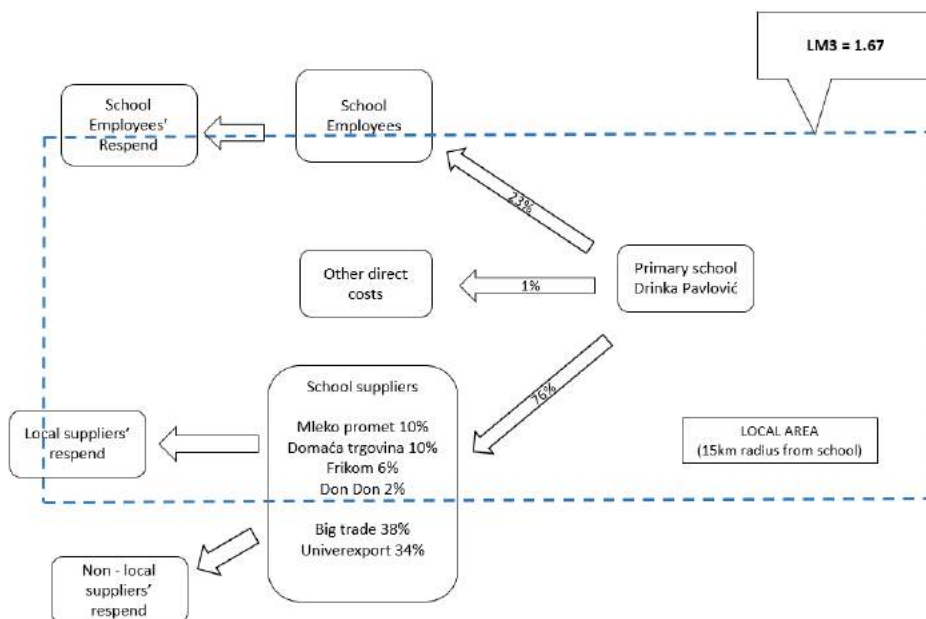 LM3 = 1.67
School
Employees'
Respend
School
Employees
23%
Other direct
costs
1%
Primary school
Drinka Pavlović
76%
School suppliers
Mleko promet 10%
Domaća trgovina 10%
Frikom 6%
Don Don 2%
Big trade 38%
Univerexport 34%
Local suppliers'
respend
LOCAL AREA
(15km radius from school)
Non - local
suppliers'
respend